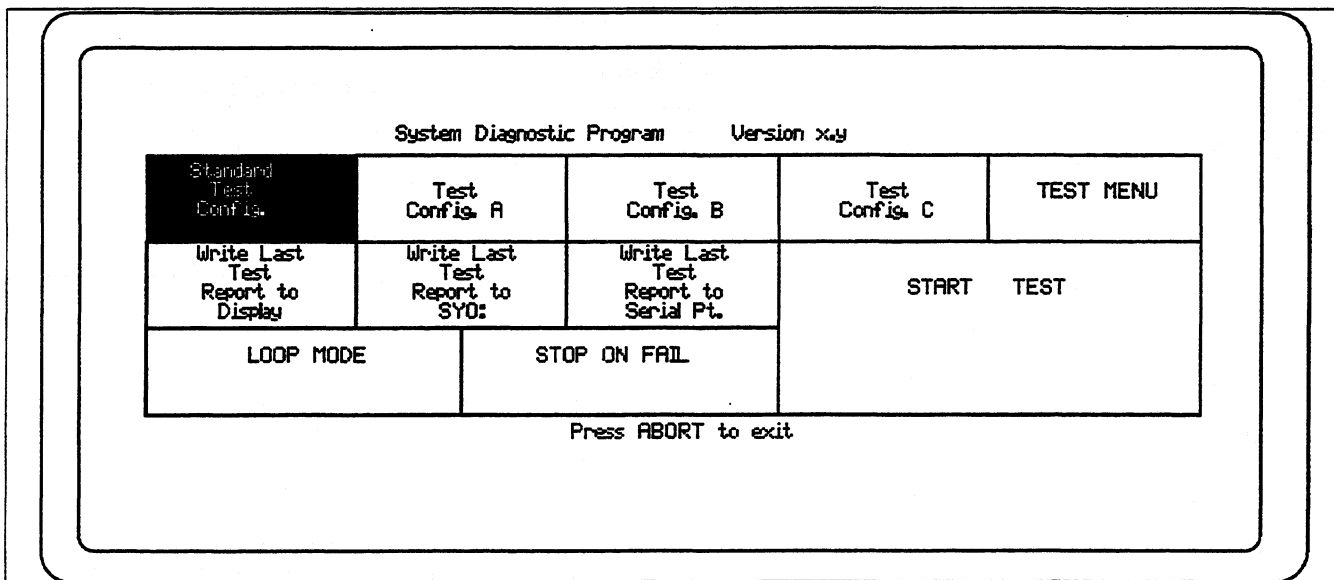 System Diagnostic Program Version x.y
Standard
Test
Config.
Test
Config. A
Test
Config. B
Test
Config. C
TEST MENU
Write Last
Test
Report to
Display
Write Last
Test
Report to
SYO:
Write Last
Test
Report to
Serial Pt.
START TEST
LOOP MODE
STOP ON FAIL
Press ABORT to exit